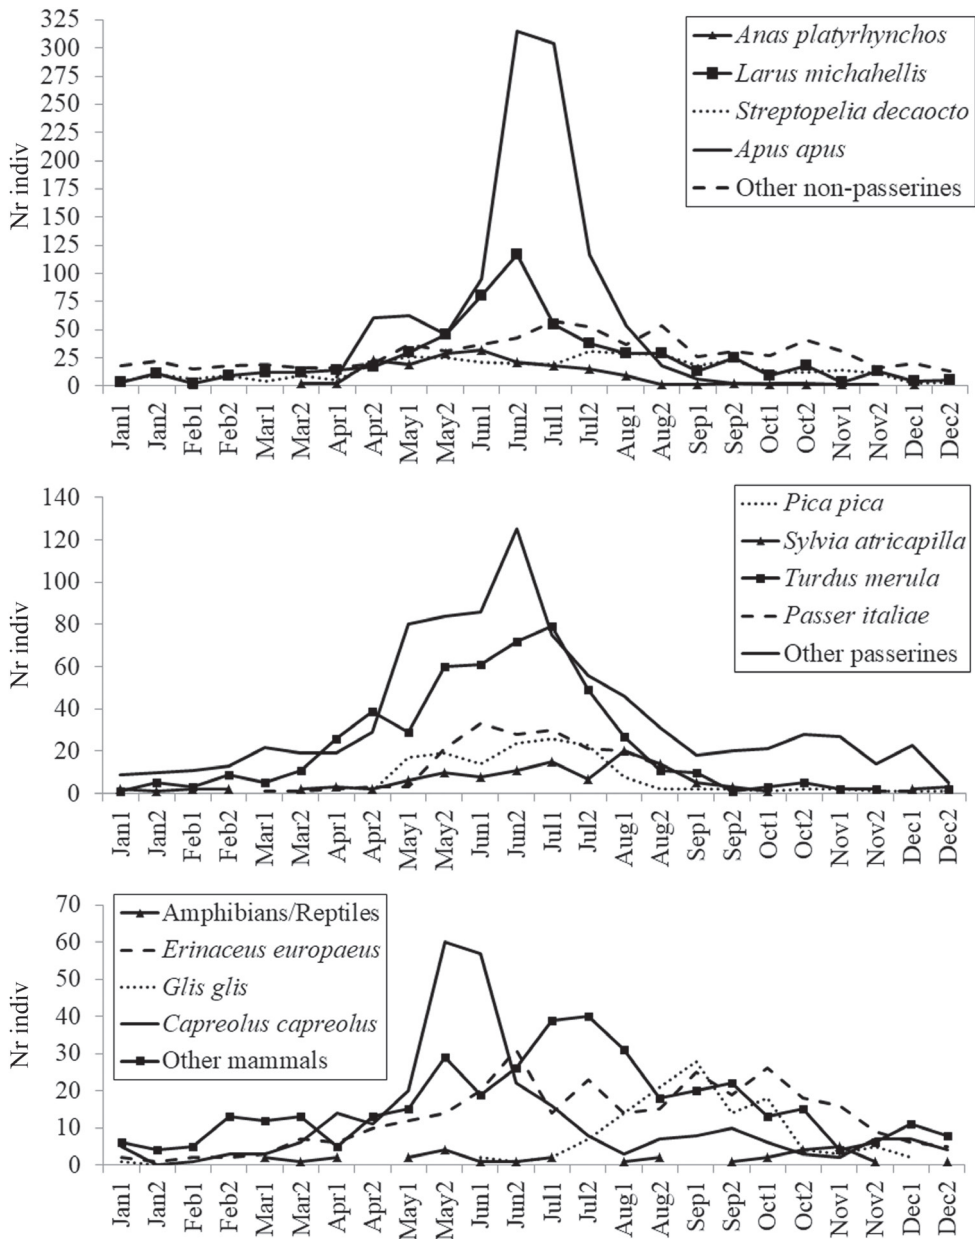 325
300
275
250
225
200
175
150
125
100
75
50
25
0
Nr indiv
Anas platyrhynchos
Larus michahellis
Streptopelia decaocto
Apus apus
Other non-passerines
Jan1 Jan2 Feb1 Feb2 Mar1 Mar2 Apr1 Apr2 May1 May2 Jun1 Jun2 Jul1 Jul2 Aug1 Aug2 Sep1 Sep2 Oct1 Oct2 Nov1 Nov2 Dec1 Dec2
140
120
100
80
60
40
20
0
Nr indiv
Pica pica
Sylvia atricapilla
Turdus merula
Passer italiae
Other passerines
Jan1 Jan2 Feb1 Feb2 Mar1 Mar2 Apr1 Apr2 May1 May2 Jun1 Jun2 Jul1 Jul2 Aug1 Aug2 Sep1 Sep2 Oct1 Oct2 Nov1 Nov2 Dec1 Dec2
70
60
50
40
30
20
10
0
Nr indiv
Amphibians/Reptiles
Erinaceus europaeus
Glis glis
Capreolus capreolus
Other mammals
Jan1 Jan2 Feb1 Feb2 Mar1 Mar2 Apr1 Apr2 May1 May2 Jun1 Jun2 Jul1 Jul2 Aug1 Aug2 Sep1 Sep2 Oct1 Oct2 Nov1 Nov2 Dec1 Dec2